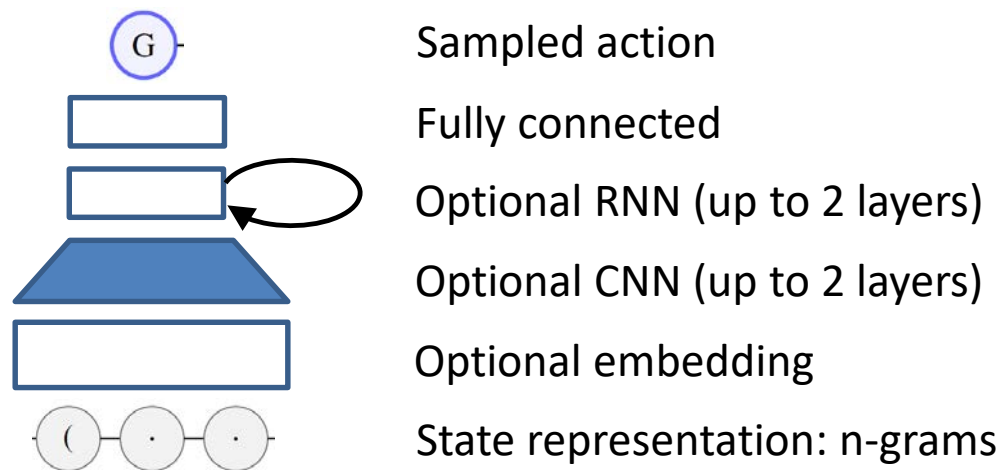 G Sampled action
Fully connected
Optional RNN (up to 2 layers)
Optional CNN (up to 2 layers)
Optional embedding
( · · State representation: n-grams